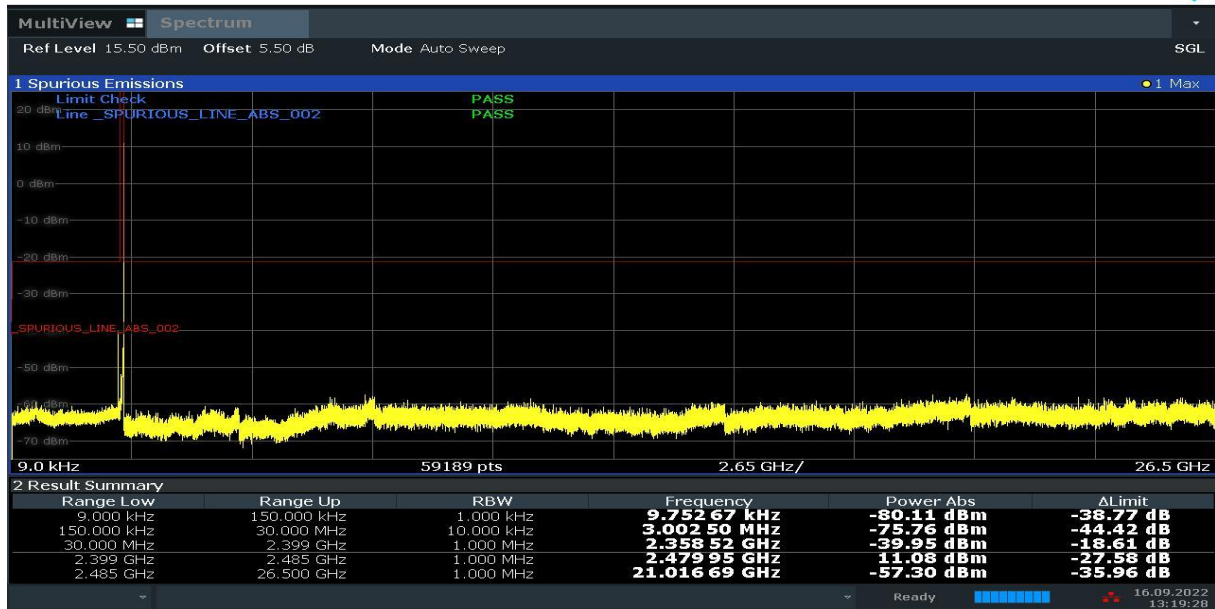 MultiView Spectrum
Ref Level 15.50 dBm Offset 5.50 dB Mode Auto Sweep SGL
1 Spurious Emissions 1 Max
Limit Check PASS
20 dBm Line _SPURIOUS_LINE_ABS_002 PASS
10 dBm
0 dBm
-10 dBm
-20 dBm
-30 dBm
_SPURIOUS_LINE_ABS_002
-50 dBm
-60 dBm
-70 dBm
9.0 kHz 59189 pts 2.65 GHz/ 26.5 GHz
2 Result Summary
Range Low Range Up RBW Frequency Power Abs ΔLimit
9.000 kHz 150.000 kHz 1.000 kHz 9.752 67 kHz -80.11 dBm -38.77 dB
150.000 kHz 30.000 MHz 10.000 kHz 3.002 50 MHz -75.76 dBm -44.42 dB
30.000 MHz 2.399 GHz 1.000 MHz 2.358 52 GHz -39.95 dBm -18.61 dB
2.399 GHz 2.485 GHz 1.000 MHz 2.479 95 GHz 11.08 dBm -27.58 dB
2.485 GHz 26.500 GHz 1.000 MHz 21.016 69 GHz -57.30 dBm -35.96 dB
Ready 16.09.2022
13:19:28